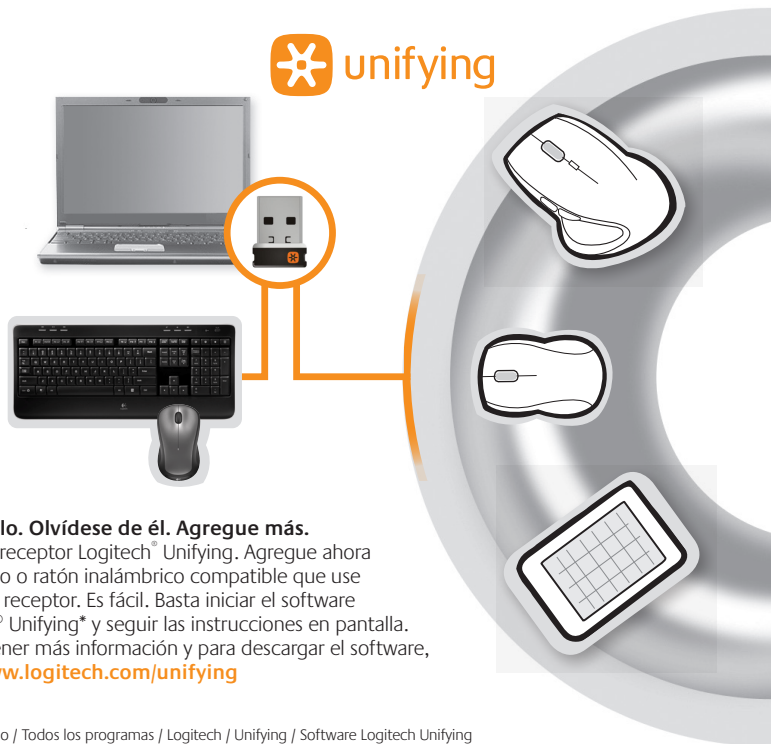 unifying
lo. Olvídese de él. Agregue más.
receptor Logitech® Unifying. Agregue ahora
o o ratón inalámbrico compatible que use
receptor. Es fácil. Basta iniciar el software
® Unifying* y seguir las instrucciones en pantalla.
ener más información y para descargar el software,
w.logitech.com/unifying
o / Todos los programas / Logitech / Unifying / Software Logitech Unifying